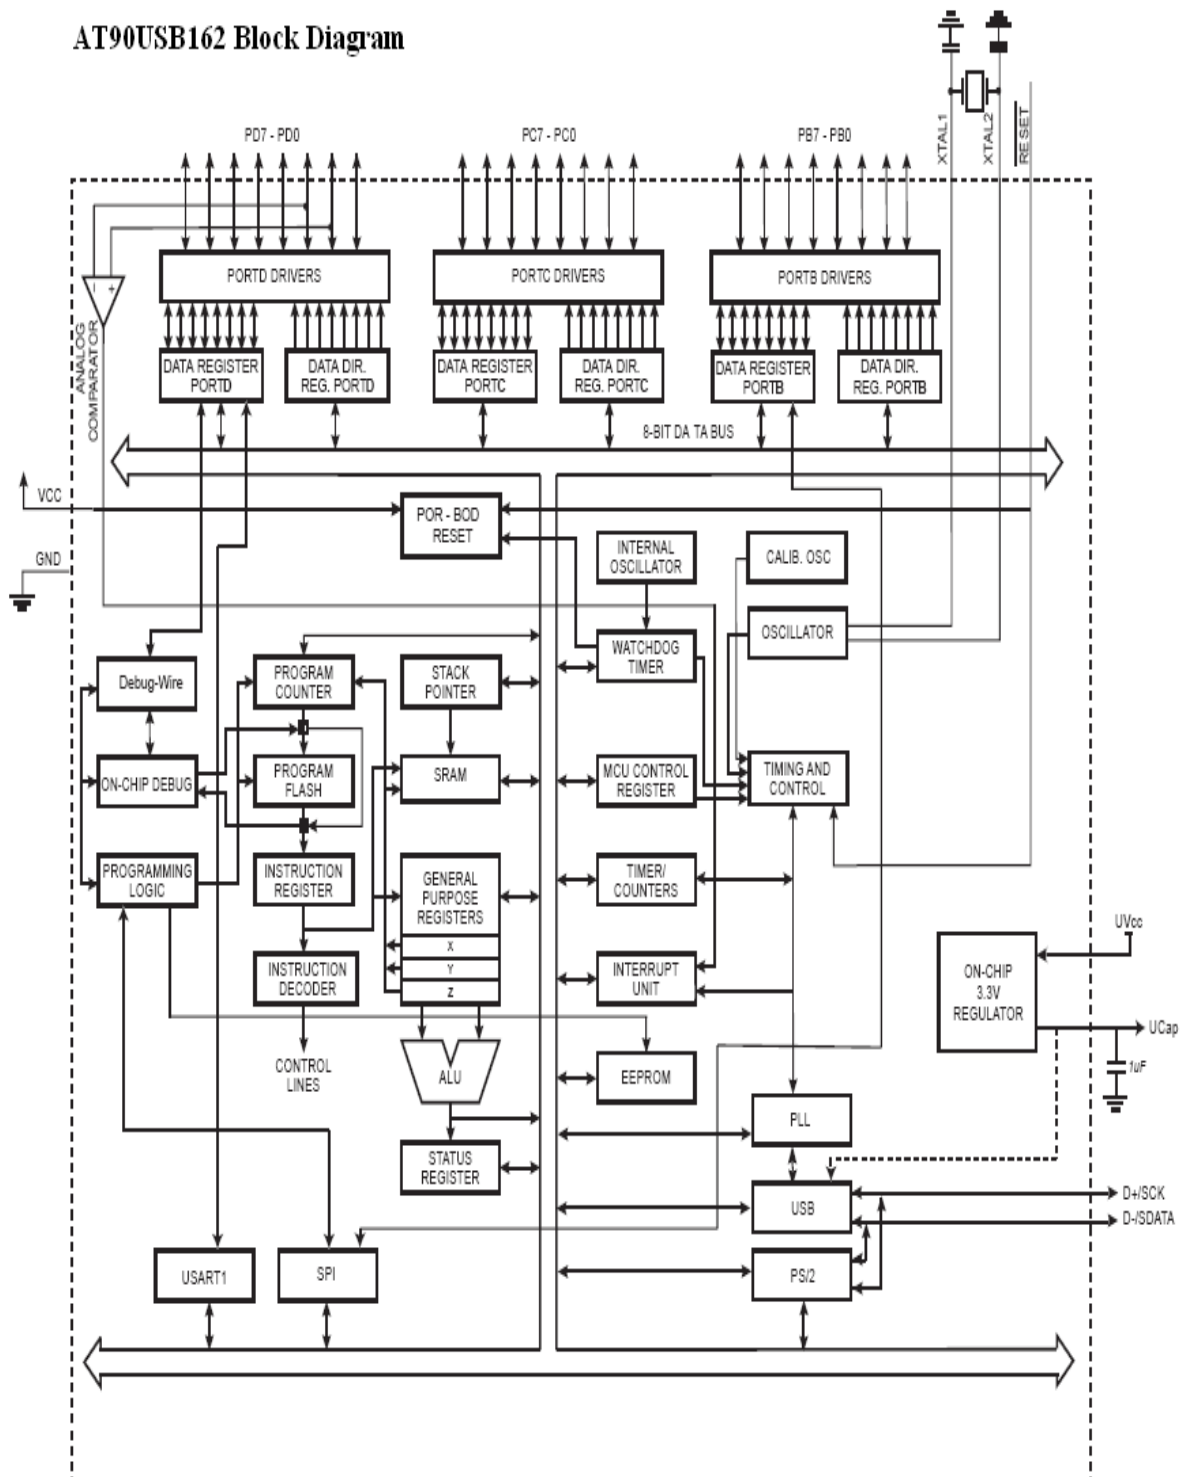 AT90USB162 Block Diagram
XTAL1
XTAL2
RESET
PD7 - PD0
PC7 - PC0
PB7 - PB0
PORTD DRIVERS
PORTC DRIVERS
PORTB DRIVERS
-
+
ANALOG
COMPARATOR
DATA REGISTER
PORTD
DATA DIR.
REG. PORTD
DATA REGISTER
PORTC
DATA DIR.
REG. PORTC
DATA REGISTER
PORTB
DATA DIR.
REG. PORTB
8-BIT DA TA BUS
VCC
GND
POR - BOD
RESET
INTERNAL
OSCILLATOR
CALIB. OSC
OSCILLATOR
WATCHDOG
TIMER
Debug-Wire
PROGRAM
COUNTER
STACK
POINTER
ON-CHIP DEBUG
PROGRAM
FLASH
SRAM
MCU CONTROL
REGISTER
TIMING AND
CONTROL
PROGRAMMING
LOGIC
INSTRUCTION
REGISTER
GENERAL
PURPOSE
REGISTERS
X
Y
Z
TIMER/
COUNTERS
INSTRUCTION
DECODER
INTERRUPT
UNIT
ON-CHIP
3.3V
REGULATOR
UVcc
UCap
1uF
CONTROL
LINES
ALU
EEPROM
PLL
STATUS
REGISTER
USB
D+/SCK
D-/SDATA
USART1
SPI
PS/2